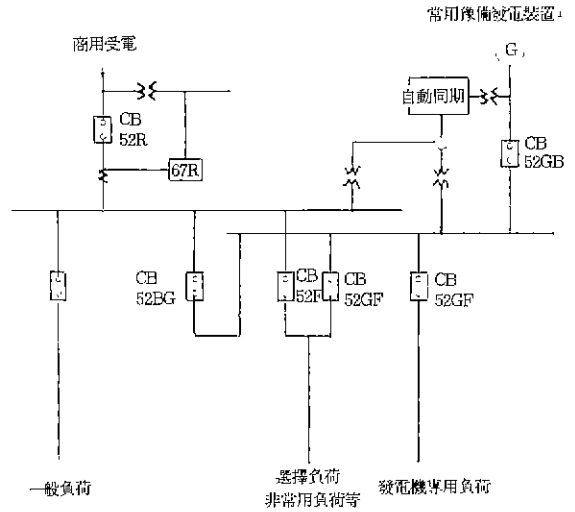 常用豫備發電裝置
商用受電
G
自動同期
CB
52R
CB
52GB
67R
CB
52BG
CB
52F
CB
52GF
CB
52GF
一般負荷
選擇負荷
非常用負荷等
發電機專用負荷